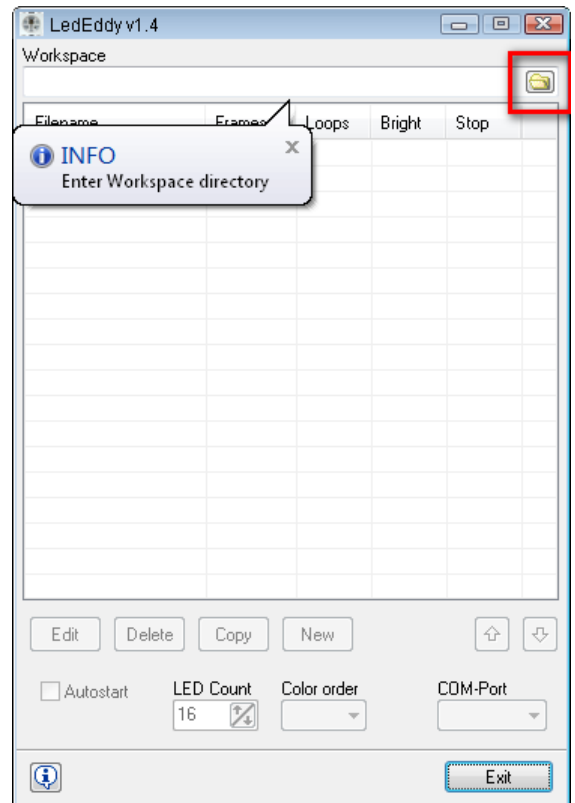 LedEddy v1.4
Workspace
Filename Frames Loops Bright Stop
INFO
Enter Workspace directory
Edit Delete Copy New
Autostart LED Count Color order COM-Port
16
Exit